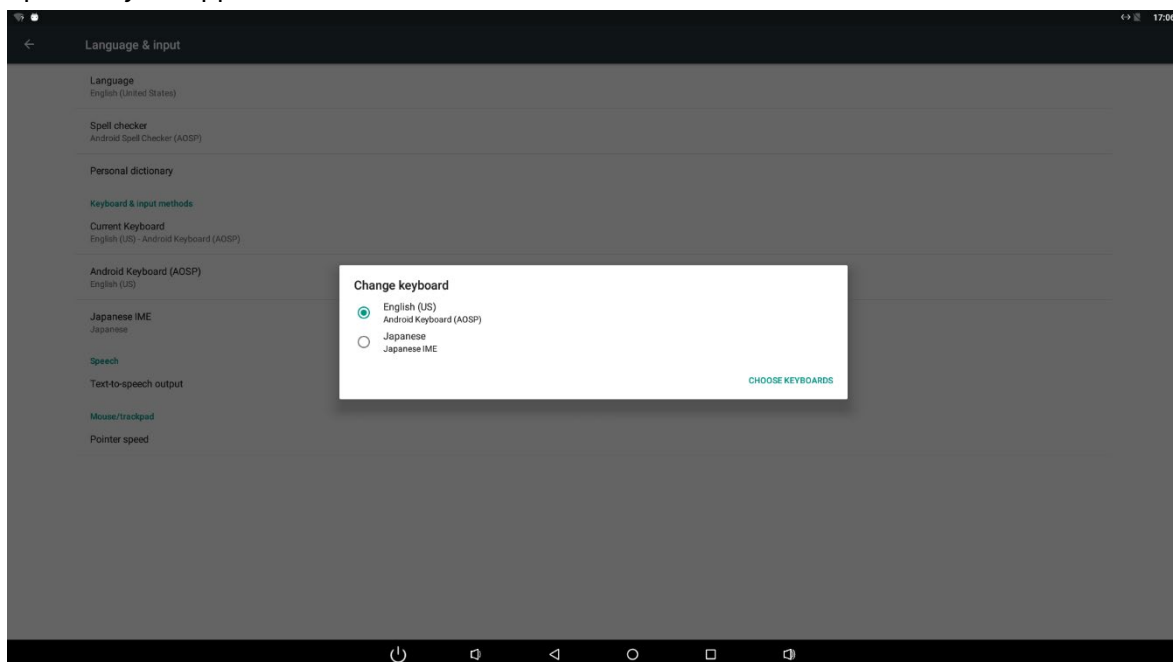 17:06
Language & input
Language
English (United States)
Spell checker
Android Spell Checker (AOSP)
Personal dictionary
Keyboard & input methods
Current Keyboard
English (US) - Android Keyboard (AOSP)
Android Keyboard (AOSP)
English (US)
Japanese IME
Japanese
Speech
Text-to-speech output
Mouse/trackpad
Pointer speed
Change keyboard
English (US)
Android Keyboard (AOSP)
Japanese
Japanese IME
CHOOSE KEYBOARDS